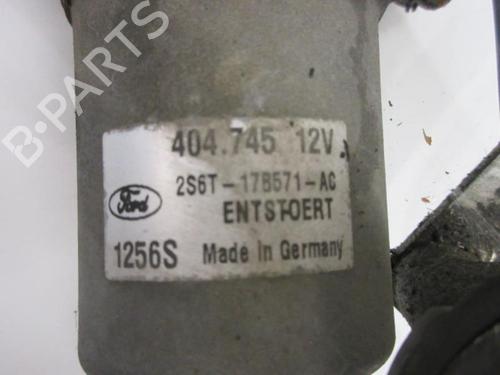 B-PARTS
404.745 12V.
2S6T-17B571-AC
Ford
ENTSTOERT
1256S Made in Germany